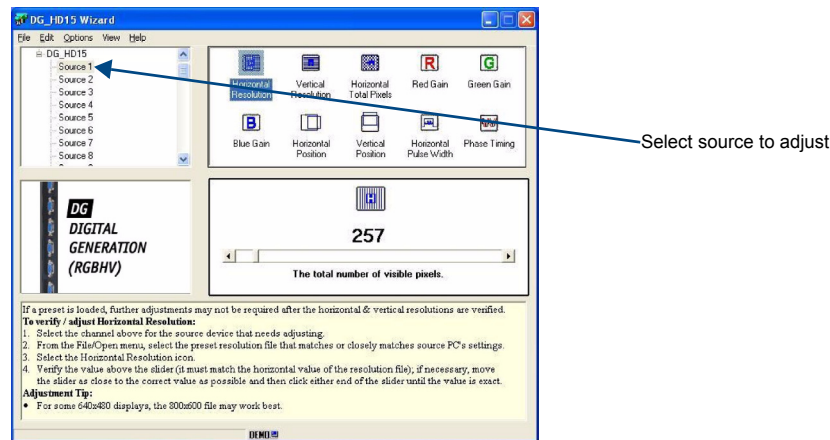 DG_HD15 Wizard
File Edit Options View Help
DG_HD15
Source 1
Source 2
Source 3
Source 4
Source 5
Source 6
Source 7
Source 8
Horizontal Resolution
Vertical Resolution
Horizontal Total Pixels
R
Red Gain
G
Green Gain
B
Blue Gain
Horizontal Position
Vertical Position
Horizontal Pulse Width
Phase Timing
Select source to adjust
DG
DIGITAL
GENERATION
(RGBHV)
H
257
The total number of visible pixels.
If a preset is loaded, further adjustments may not be required after the horizontal & vertical resolutions are verified.
To verify / adjust Horizontal Resolution:
1. Select the channel above for the source device that needs adjusting.
2. From the File/Open menu, select the preset resolution file that matches or closely matches source PC's settings.
3. Select the Horizontal Resolution icon.
4. Verify the value above the slider (it must match the horizontal value of the resolution file); if necessary, move
the slider as close to the correct value as possible and then click either end of the slider until the value is exact.
Adjustment Tip:
• For some 640x480 displays, the 800x600 file may work best.
DEMO